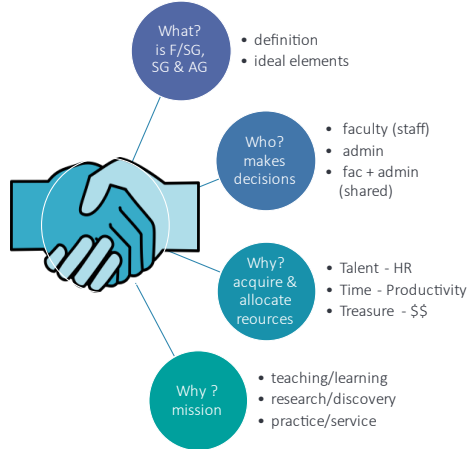 What?
is F/SG,
SG & AG
• definition
• ideal elements
Who?
makes
decisions
• faculty (staff)
• admin
• fac + admin
(shared)
Why?
acquire &
allocate
reources
• Talent - HR
• Time - Productivity
• Treasure - $$
Why ?
mission
• teaching/learning
• research/discovery
• practice/service